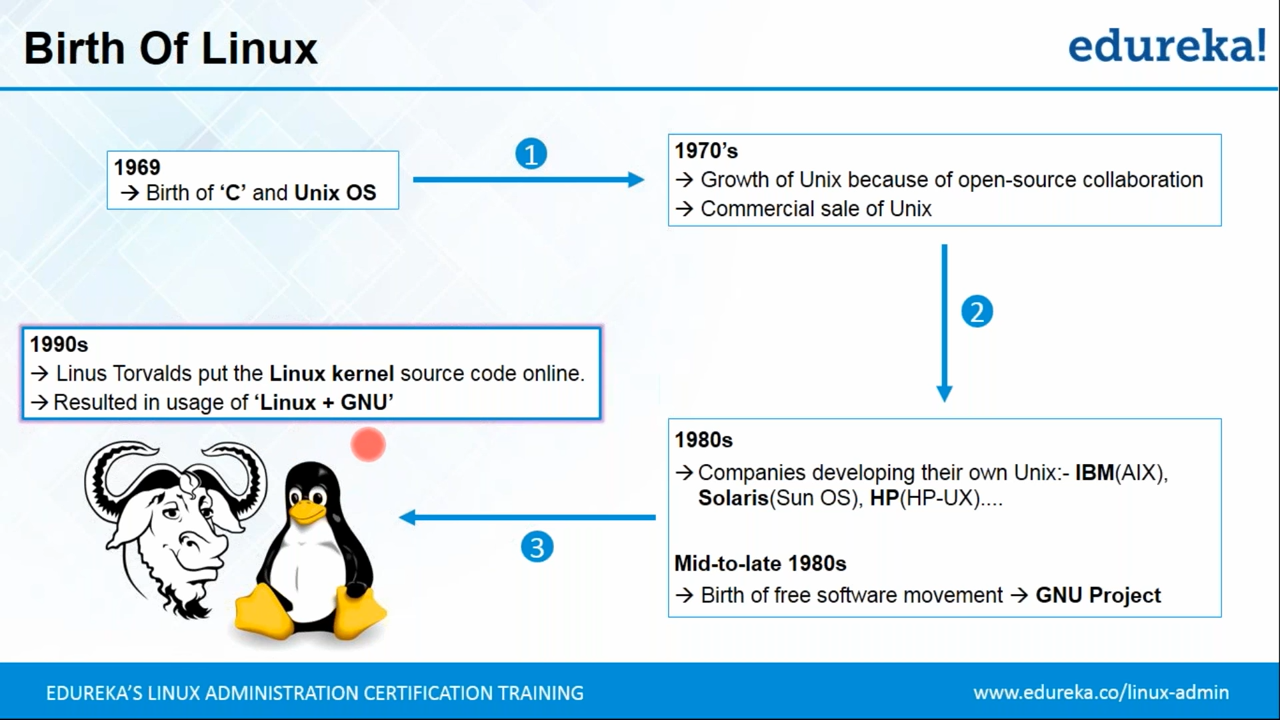 Birth Of Linux
edureka!
1969
→ Birth of ‘C’ and Unix OS
1
1970’s
→ Growth of Unix because of open-source collaboration
→ Commercial sale of Unix
2
1980s
→ Companies developing their own Unix:- IBM(AIX),
Solaris(Sun OS), HP(HP-UX)....
Mid-to-late 1980s
→ Birth of free software movement → GNU Project
3
1990s
→ Linus Torvalds put the Linux kernel source code online.
→ Resulted in usage of ‘Linux + GNU’
EDUREKA’S LINUX ADMINISTRATION CERTIFICATION TRAINING
www.edureka.co/linux-admin